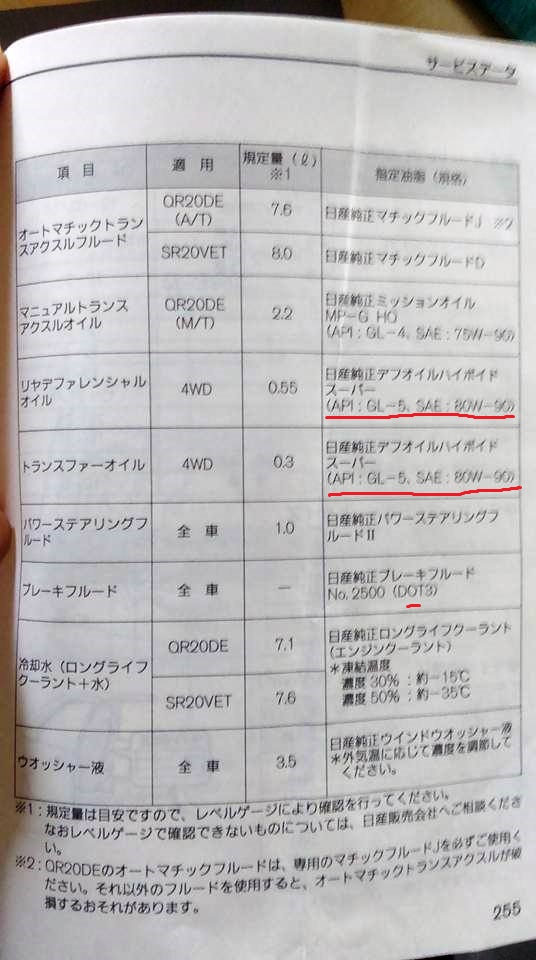 サービスデータ
項目 適用 規定量（ℓ）※1 指定油脂（規格）
オートマチックトランスアクスルフルード QR20DE（A/T） 7.6 日産純正マチックフルードJ ※2
SR20VET 8.0 日産純正マチックフルードD
マニュアルトランスアクスルオイル QR20DE（M/T） 2.2 日産純正ミッションオイル
MP-G HQ
（API：GL-4、SAE：75W-90）
リヤデファレンシャルオイル 4WD 0.55 日産純正デフオイルハイポイド
スーパー
（API：GL-5、SAE：80W-90）
トランスファーオイル 4WD 0.3 日産純正デフオイルハイポイド
スーパー
（API：GL-5、SAE：80W-90）
パワーステアリングフルード 全車 1.0 日産純正パワーステアリングフ
ルードⅡ
ブレーキフルード 全車 － 日産純正ブレーキフルード
No.2500（DOT3）
冷却水（ロングライフクーラント＋水） QR20DE 7.1 日産純正ロングライフクーラント
（エンジンクーラント）
＊凍結温度
濃度30%：約－15℃
濃度50%：約－35℃
SR20VET 7.6
ウオッシャー液 全車 3.5 日産純正ウインドウオッシャー液
＊外気温に応じて濃度を調節して
ください。
※1：規定量は目安ですので、レベルゲージにより確認を行ってください。
なおレベルゲージで確認できないものについては、日産販売会社へご相談くださ
い。
※2：QR20DEのオートマチックフルードは、専用のマチックフルードJを必ずご使用く
ださい。それ以外のフルードを使用すると、オートマチックトランスアクスルが破
損するおそれがあります。
255